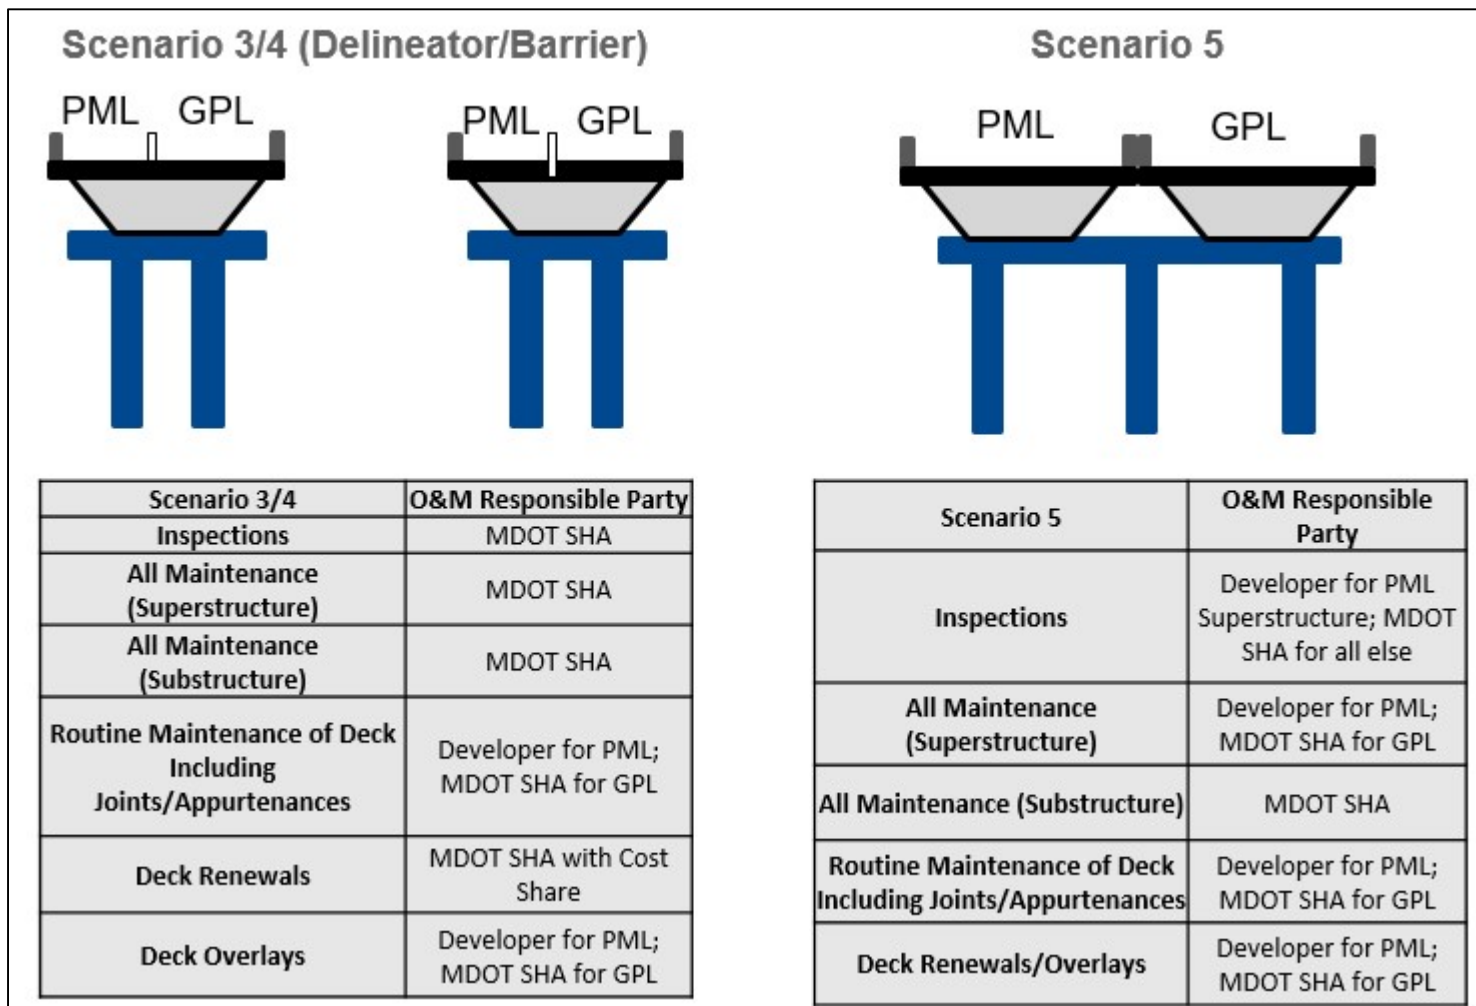 Scenario 3/4 (Delineator/Barrier)
PML GPL
PML GPL
Scenario 3/4
O&M Responsible Party
Inspections
MDOT SHA
All Maintenance
(Superstructure)
MDOT SHA
All Maintenance
(Substructure)
MDOT SHA
Routine Maintenance of Deck
Including
Joints/Appurtenances
Developer for PML;
MDOT SHA for GPL
Deck Renewals
MDOT SHA with Cost
Share
Deck Overlays
Developer for PML;
MDOT SHA for GPL
Scenario 5
PML
GPL
Scenario 5
O&M Responsible
Party
Inspections
Developer for PML
Superstructure; MDOT
SHA for all else
All Maintenance
(Superstructure)
Developer for PML;
MDOT SHA for GPL
All Maintenance (Substructure)
MDOT SHA
Routine Maintenance of Deck
Including Joints/Appurtenances
Developer for PML;
MDOT SHA for GPL
Deck Renewals/Overlays
Developer for PML;
MDOT SHA for GPL